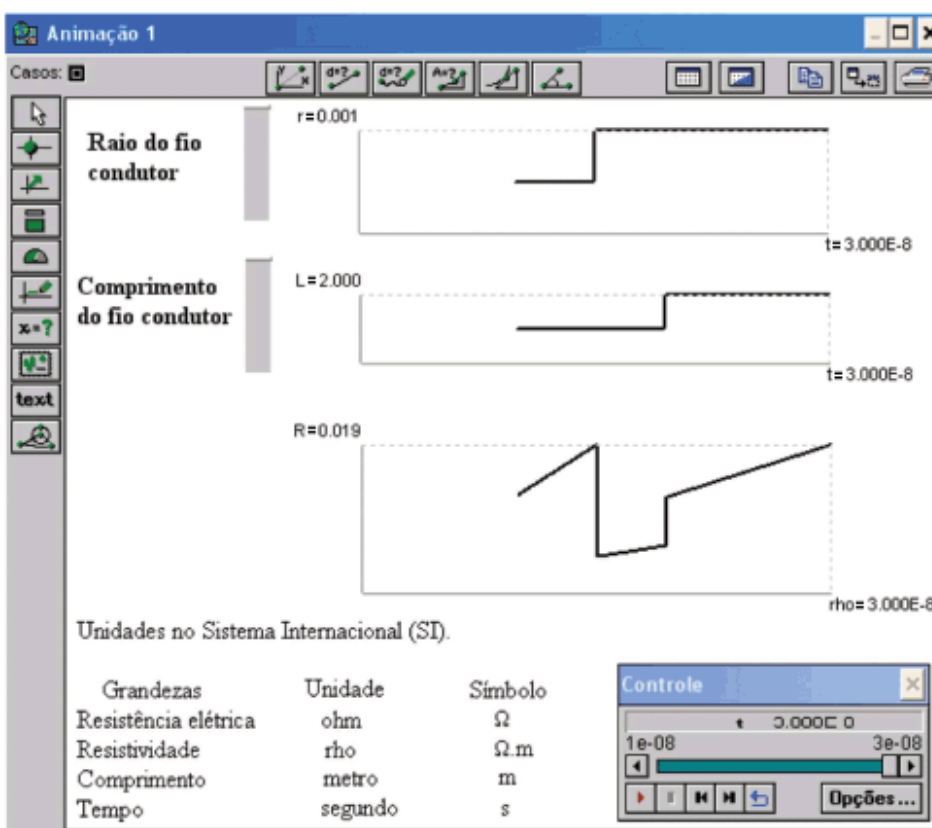 Animação 1
Casos:
y x d=? d=? A=?
r=0.001
Raio do fio
condutor
t=3.000E-8
L=2.000
Comprimento
do fio condutor
x=?
t=3.000E-8
text
R=0.019
rho=3.000E-8
Unidades no Sistema Internacional (SI).
Grandezas Unidade Símbolo
Resistência elétrica ohm Ω
Resistividade rho Ω.m
Comprimento metro m
Tempo segundo s
Controle
t
1e-08 3e-08
Opções...